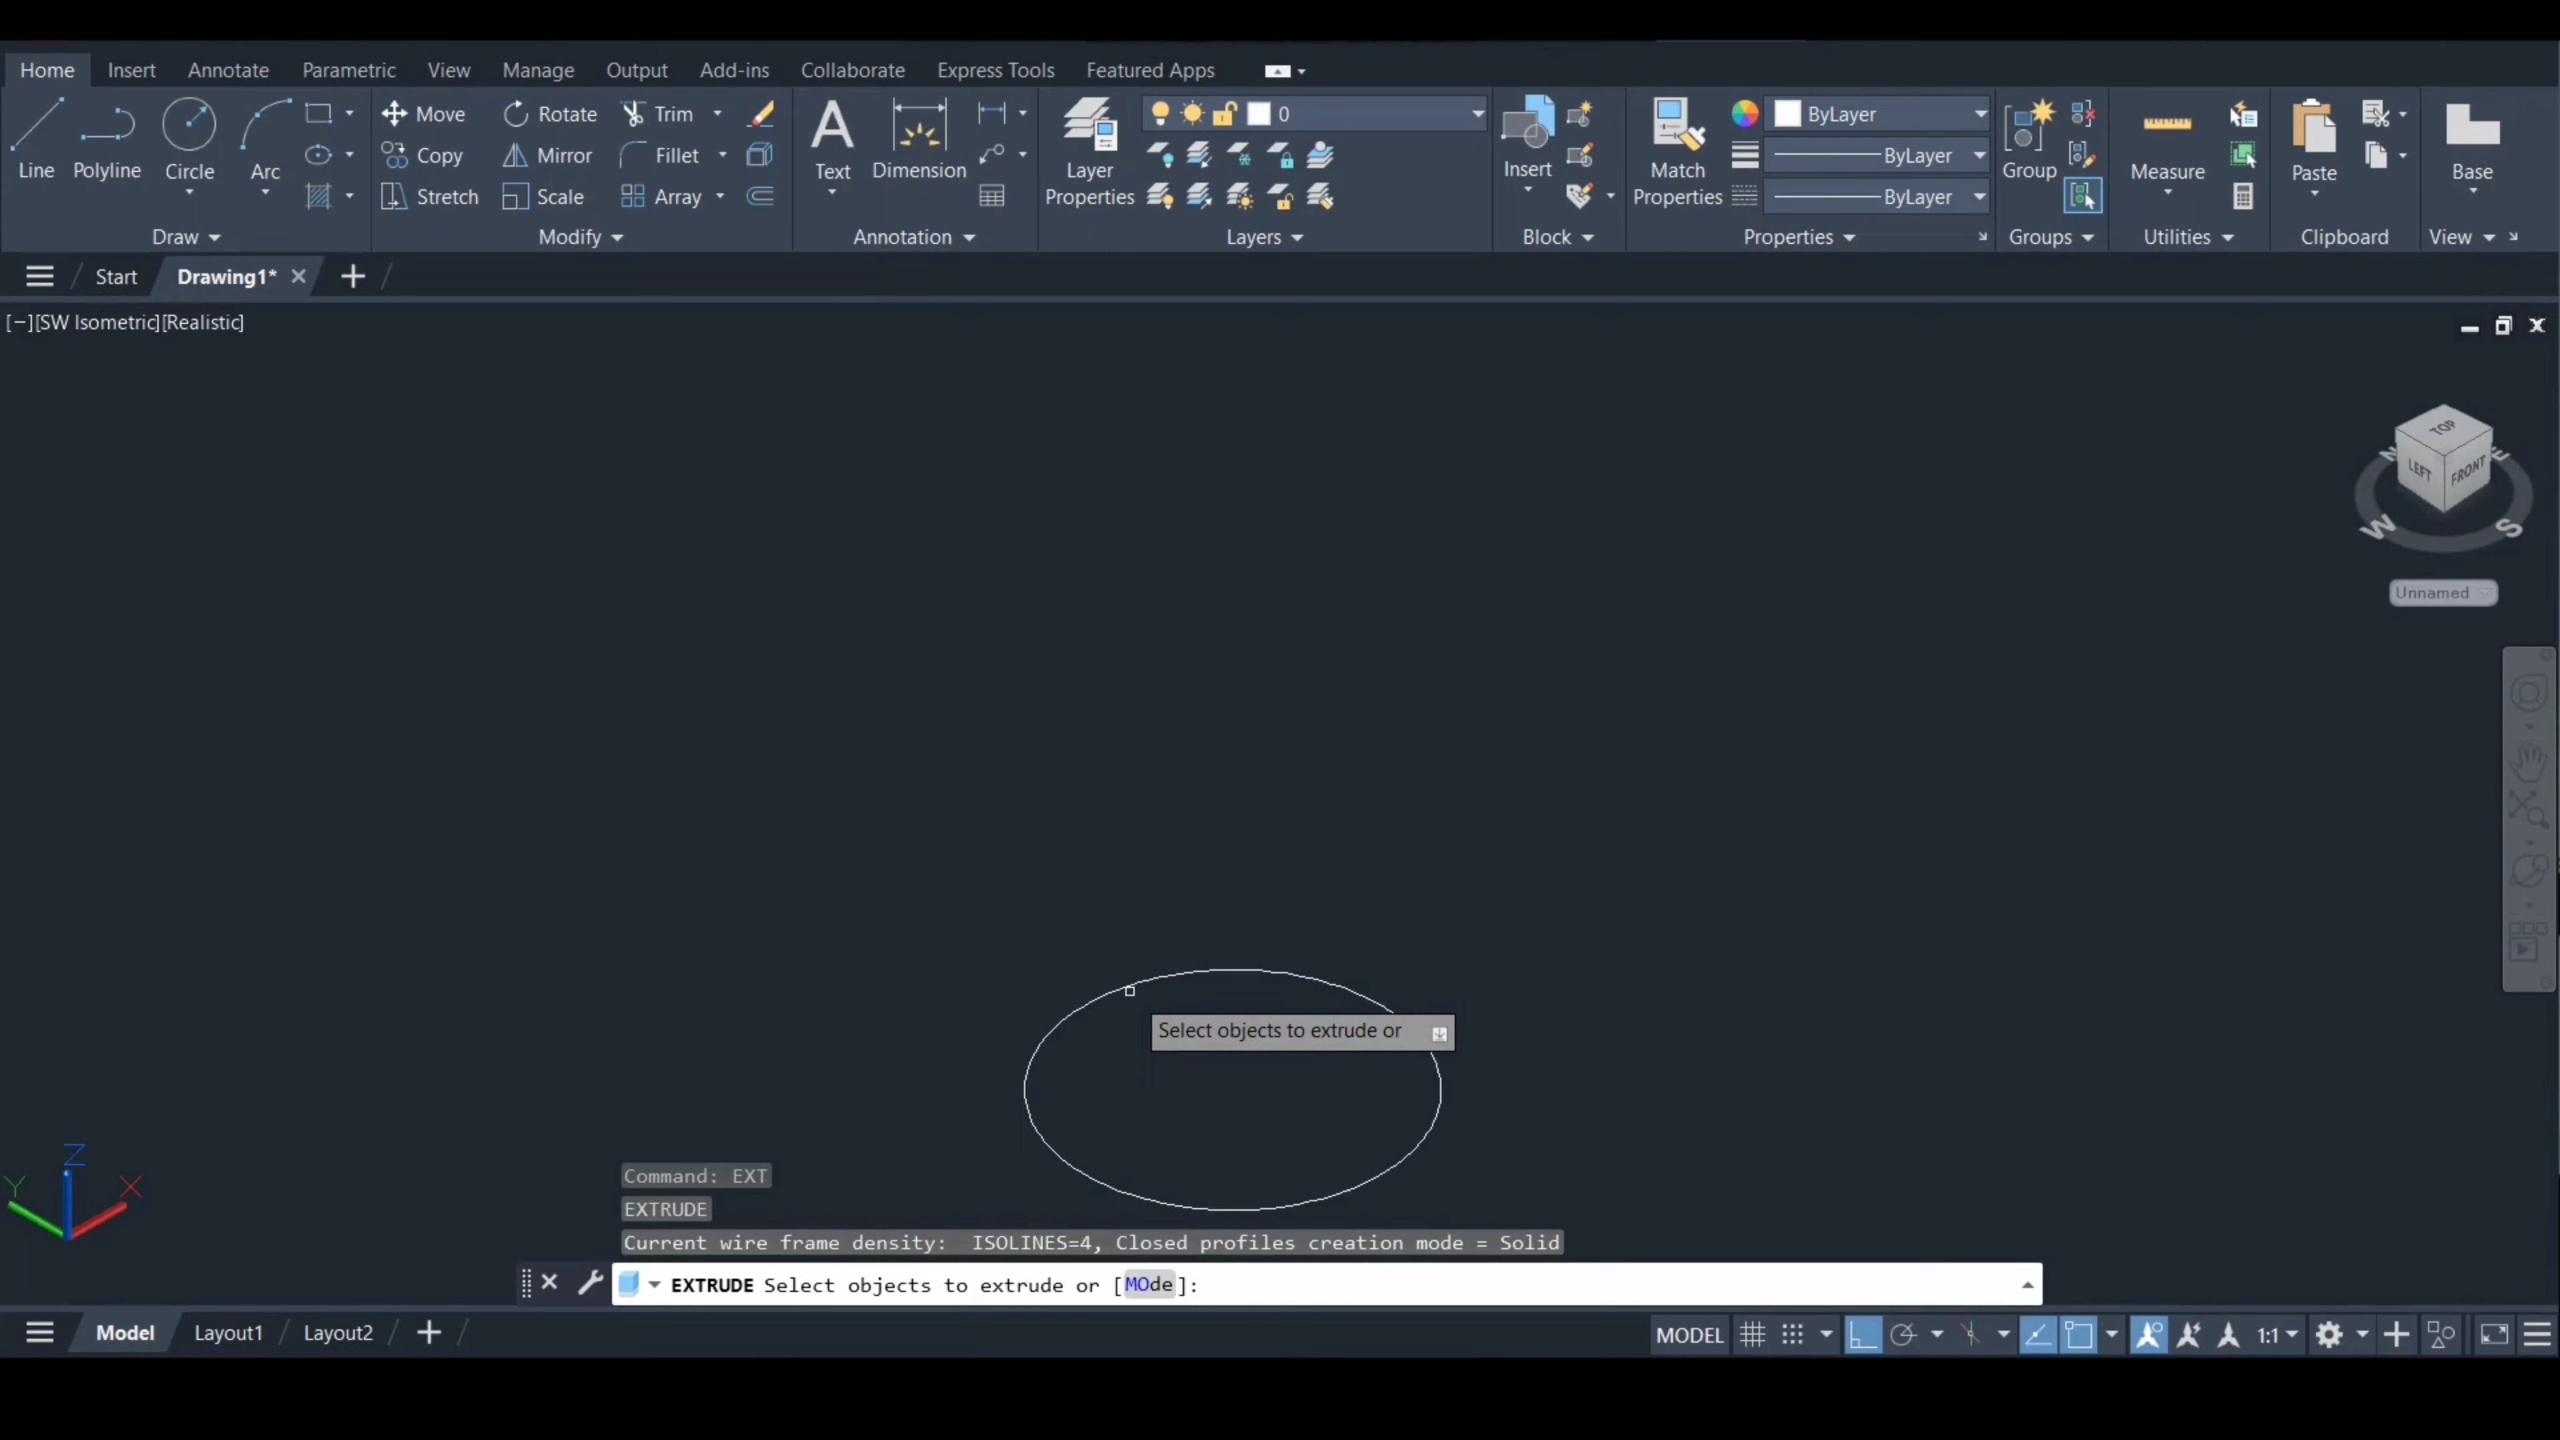 Home Insert Annotate Parametric View Manage Output Add-ins Collaborate Express Tools Featured Apps
Line Polyline Circle Arc
Move Rotate Trim
Copy Mirror Fillet
Stretch Scale Array
Text Dimension
Layer Properties
0
Insert
Match Properties
ByLayer
ByLayer
ByLayer
Group
Measure
Paste
Base
Draw Modify Annotation Layers Block Properties Groups Utilities Clipboard View
Start Drawing1*
[−][SW Isometric][Realistic]
TOP
LEFT FRONT
N E
W S
Unnamed
Select objects to extrude or
Z
Y X
Command: EXT
EXTRUDE
Current wire frame density:  ISOLINES=4, Closed profiles creation mode = Solid
EXTRUDE Select objects to extrude or [MOde]:
Model Layout1 Layout2
MODEL 1:1